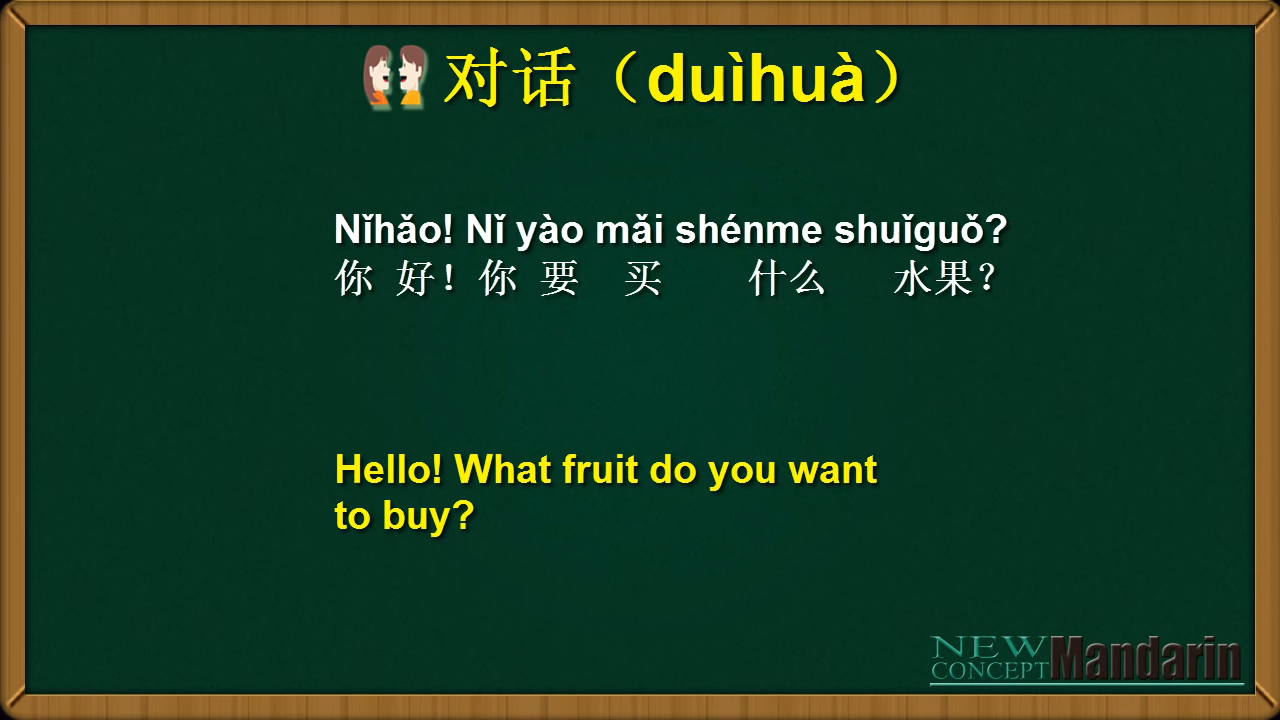 对话（duìhuà）
Nǐhǎo! Nǐ yào mǎi shénme shuǐguǒ?
你 好！你 要 买 什么 水果？
Hello! What fruit do you want
to buy?
NEW
CONCEPT Mandarin